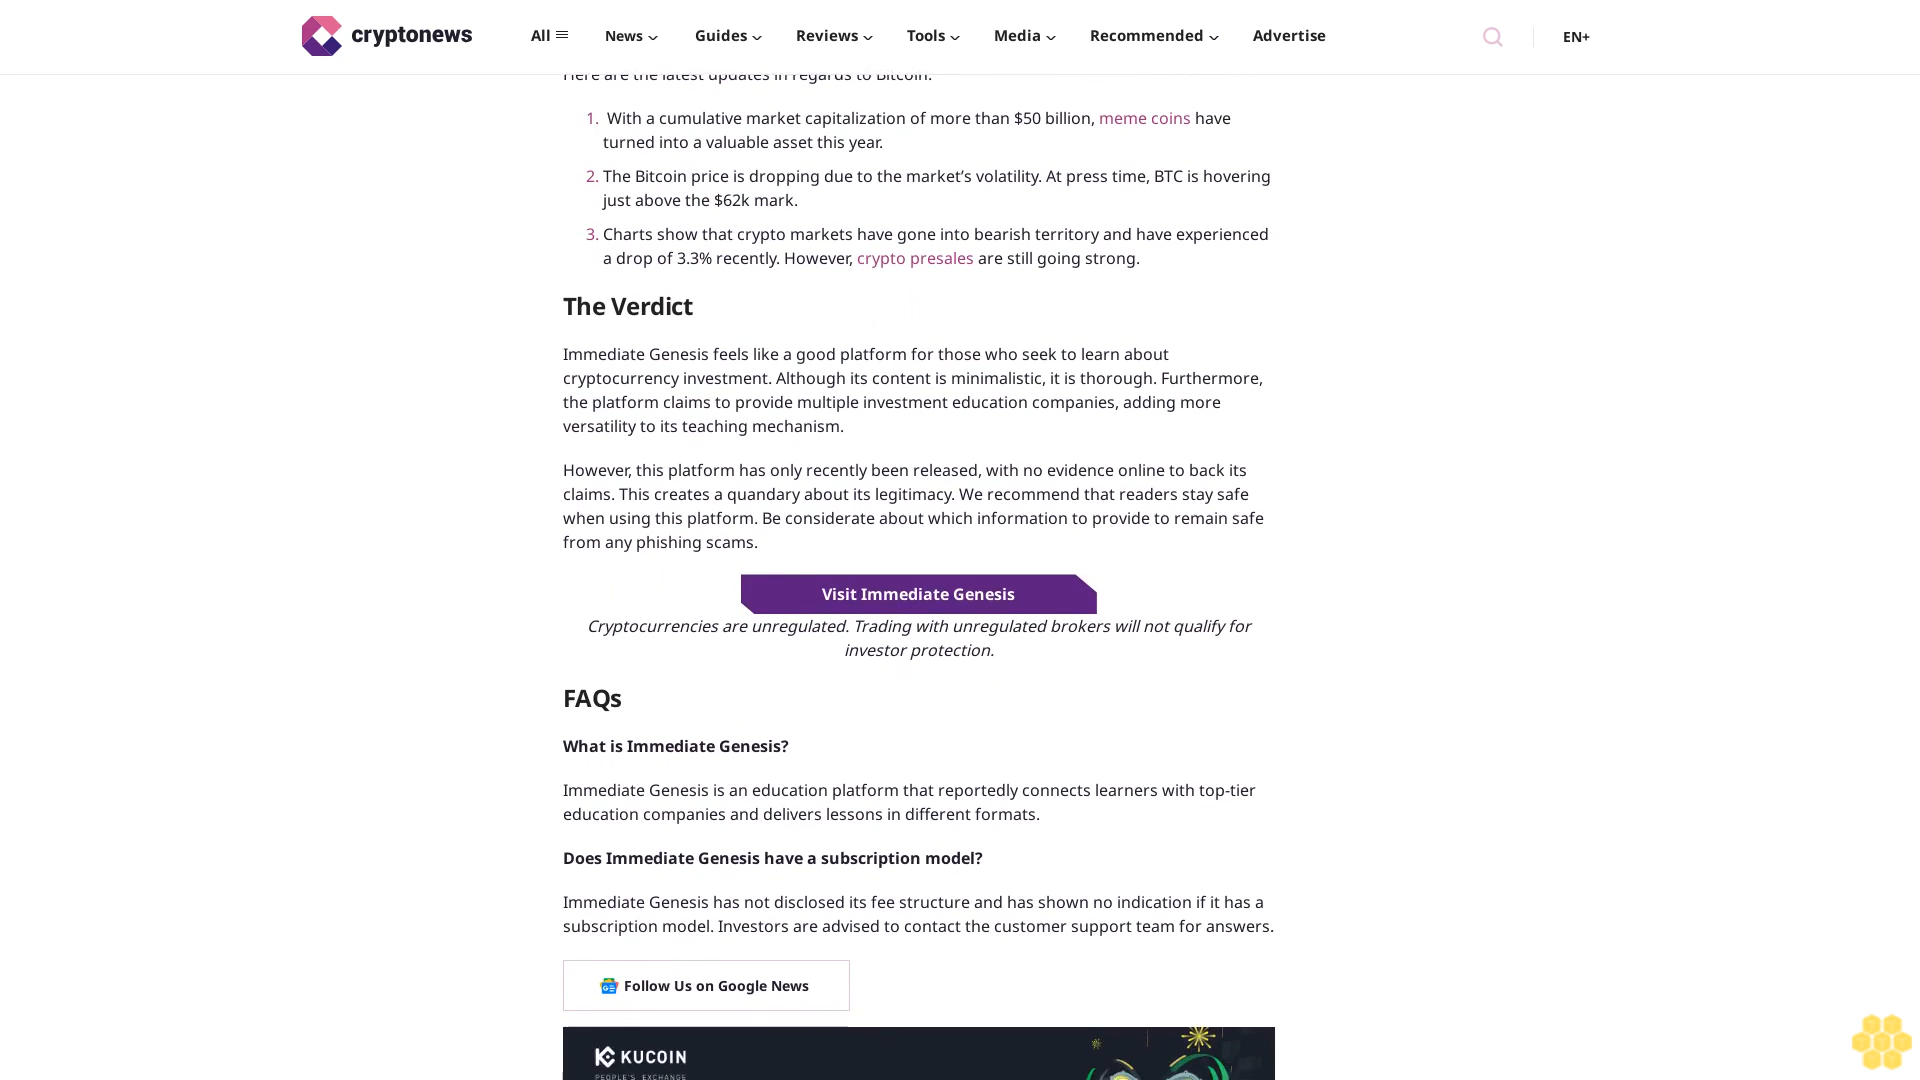 cryptonews
All
News
Guides
Reviews
Tools
Media
Recommended
Advertise
EN+
Here are the latest updates in regards to Bitcoin.
1. With a cumulative market capitalization of more than $50 billion, meme coins have
turned into a valuable asset this year.
2. The Bitcoin price is dropping due to the market’s volatility. At press time, BTC is hovering
just above the $62k mark.
3. Charts show that crypto markets have gone into bearish territory and have experienced
a drop of 3.3% recently. However, crypto presales are still going strong.
The Verdict
Immediate Genesis feels like a good platform for those who seek to learn about
cryptocurrency investment. Although its content is minimalistic, it is thorough. Furthermore,
the platform claims to provide multiple investment education companies, adding more
versatility to its teaching mechanism.
However, this platform has only recently been released, with no evidence online to back its
claims. This creates a quandary about its legitimacy. We recommend that readers stay safe
when using this platform. Be considerate about which information to provide to remain safe
from any phishing scams.
Visit Immediate Genesis
Cryptocurrencies are unregulated. Trading with unregulated brokers will not qualify for
investor protection.
FAQs
What is Immediate Genesis?
Immediate Genesis is an education platform that reportedly connects learners with top-tier
education companies and delivers lessons in different formats.
Does Immediate Genesis have a subscription model?
Immediate Genesis has not disclosed its fee structure and has shown no indication if it has a
subscription model. Investors are advised to contact the customer support team for answers.
Follow Us on Google News
KUCOIN
PEOPLE'S EXCHANGE